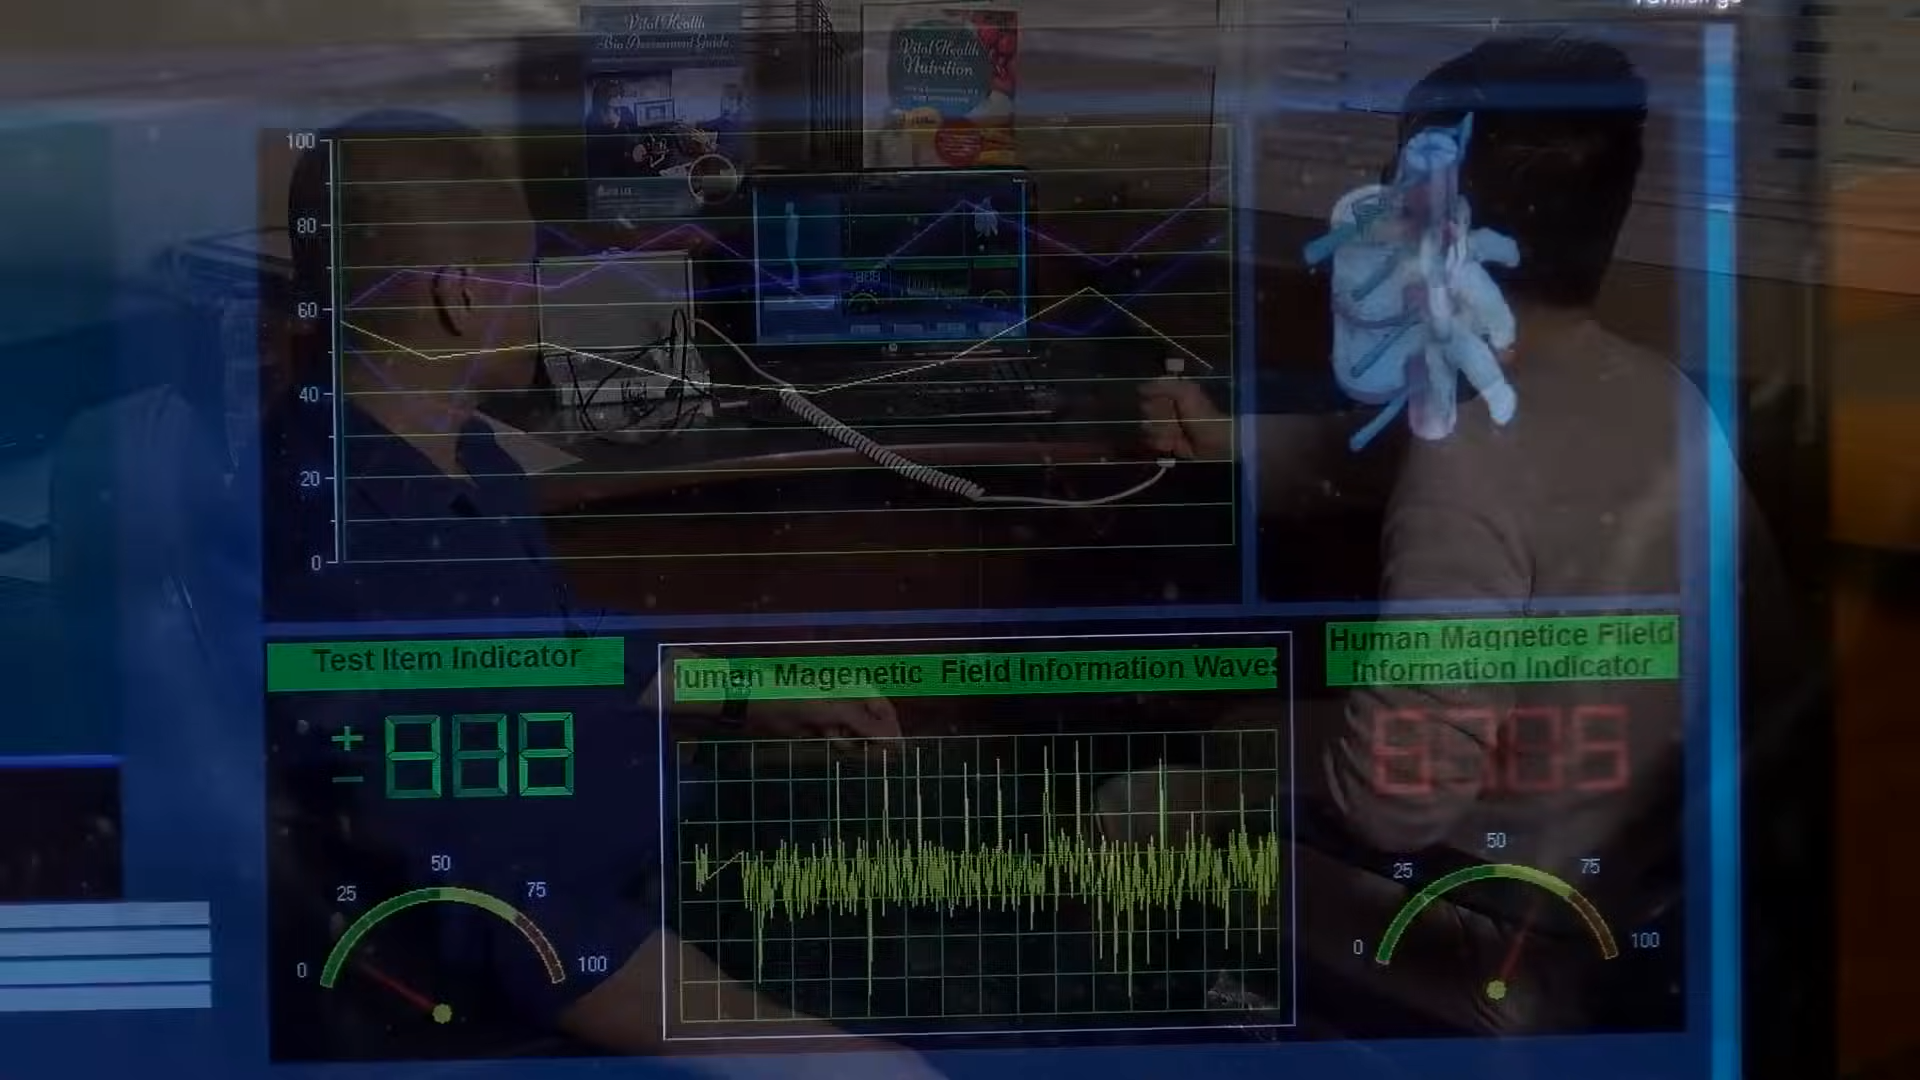 Vital Health
Bio Assessment Guide
Vital Health
Nutrition
100
80
60
40
20
0
Test Item Indicator
+
-
0
25
50
75
100
uman Magenetic Field Information Waves
Human Magnetice Fileld
Information Indicator
0
25
50
75
100